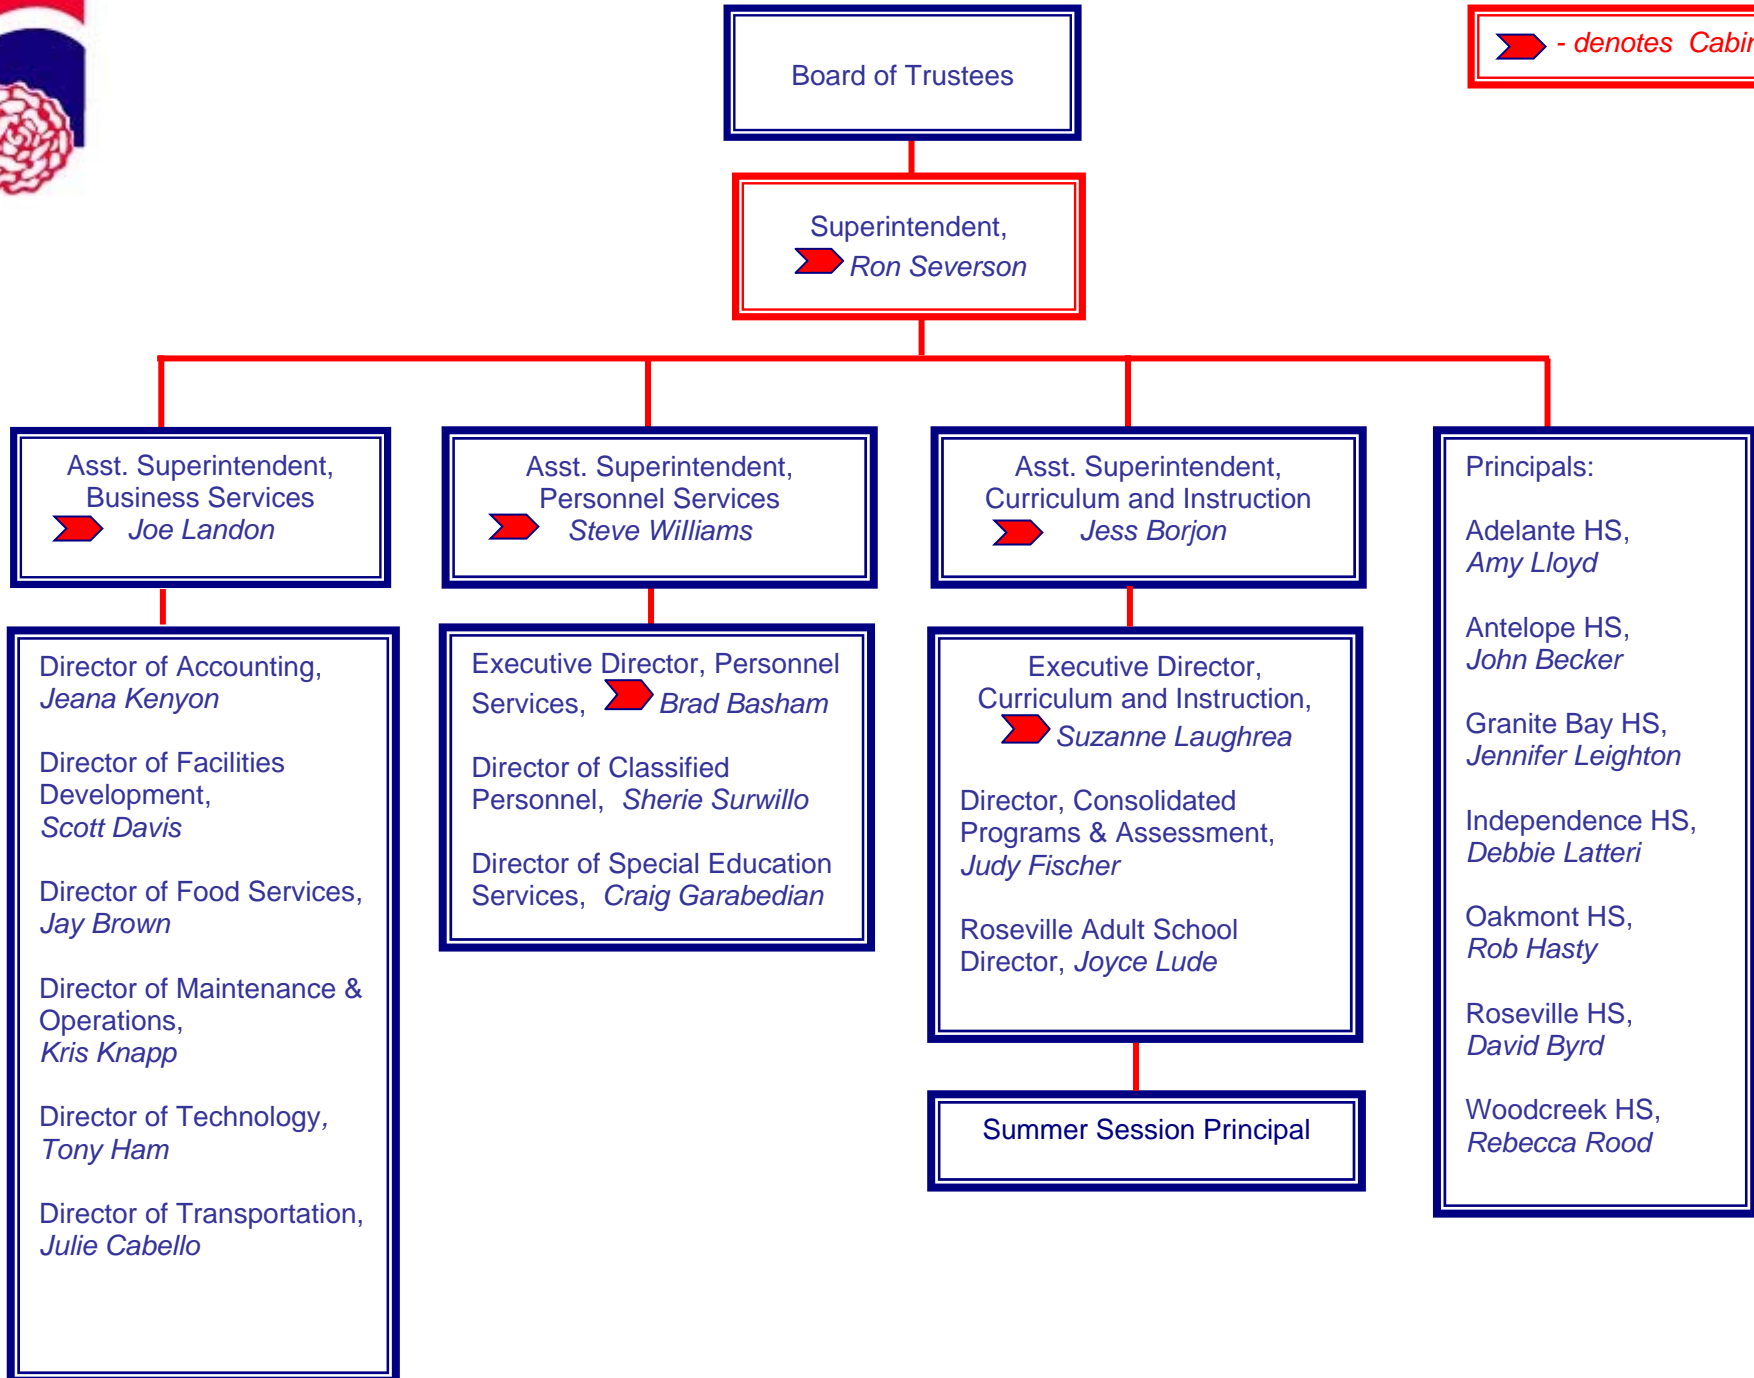 Board of Trustees
- denotes Cabin
Superintendent,
Ron Severson
Asst. Superintendent,
Business Services
Joe Landon
Asst. Superintendent,
Personnel Services
Steve Williams
Asst. Superintendent,
Curriculum and Instruction
Jess Borjon
Principals:
Adelante HS,
Amy Lloyd
Antelope HS,
John Becker
Granite Bay HS,
Jennifer Leighton
Independence HS,
Debbie Latteri
Oakmont HS,
Rob Hasty
Roseville HS,
David Byrd
Woodcreek HS,
Rebecca Rood
Director of Accounting,
Jeana Kenyon
Director of Facilities
Development,
Scott Davis
Director of Food Services,
Jay Brown
Director of Maintenance &
Operations,
Kris Knapp
Director of Technology,
Tony Ham
Director of Transportation,
Julie Cabello
Executive Director, Personnel
Services, Brad Basham
Director of Classified
Personnel, Sherie Surwillo
Director of Special Education
Services, Craig Garabedian
Executive Director,
Curriculum and Instruction,
Suzanne Laughrea
Director, Consolidated
Programs & Assessment,
Judy Fischer
Roseville Adult School
Director, Joyce Lude
Summer Session Principal